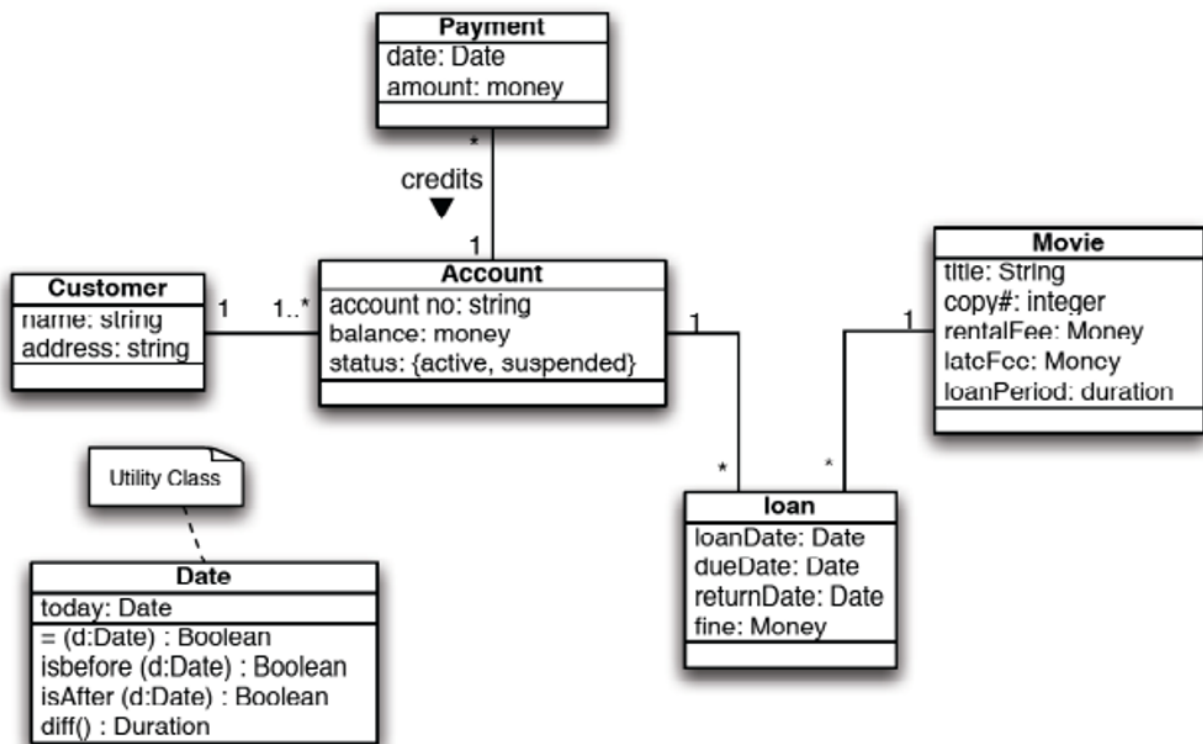 Payment
date: Date
amount: money
*
credits
1
Customer
name: string
address: string
1
1..*
Account
account no: string
balance: money
status: {active, suspended}
1
*
Movie
title: String
copy#: integer
rentalFee: Money
lateFee: Money
loanPeriod: duration
1
*
loan
loanDate: Date
dueDate: Date
returnDate: Date
fine: Money
Utility Class
Date
today: Date
= (d:Date) : Boolean
isbefore (d:Date) : Boolean
isAfter (d:Date) : Boolean
diff() : Duration